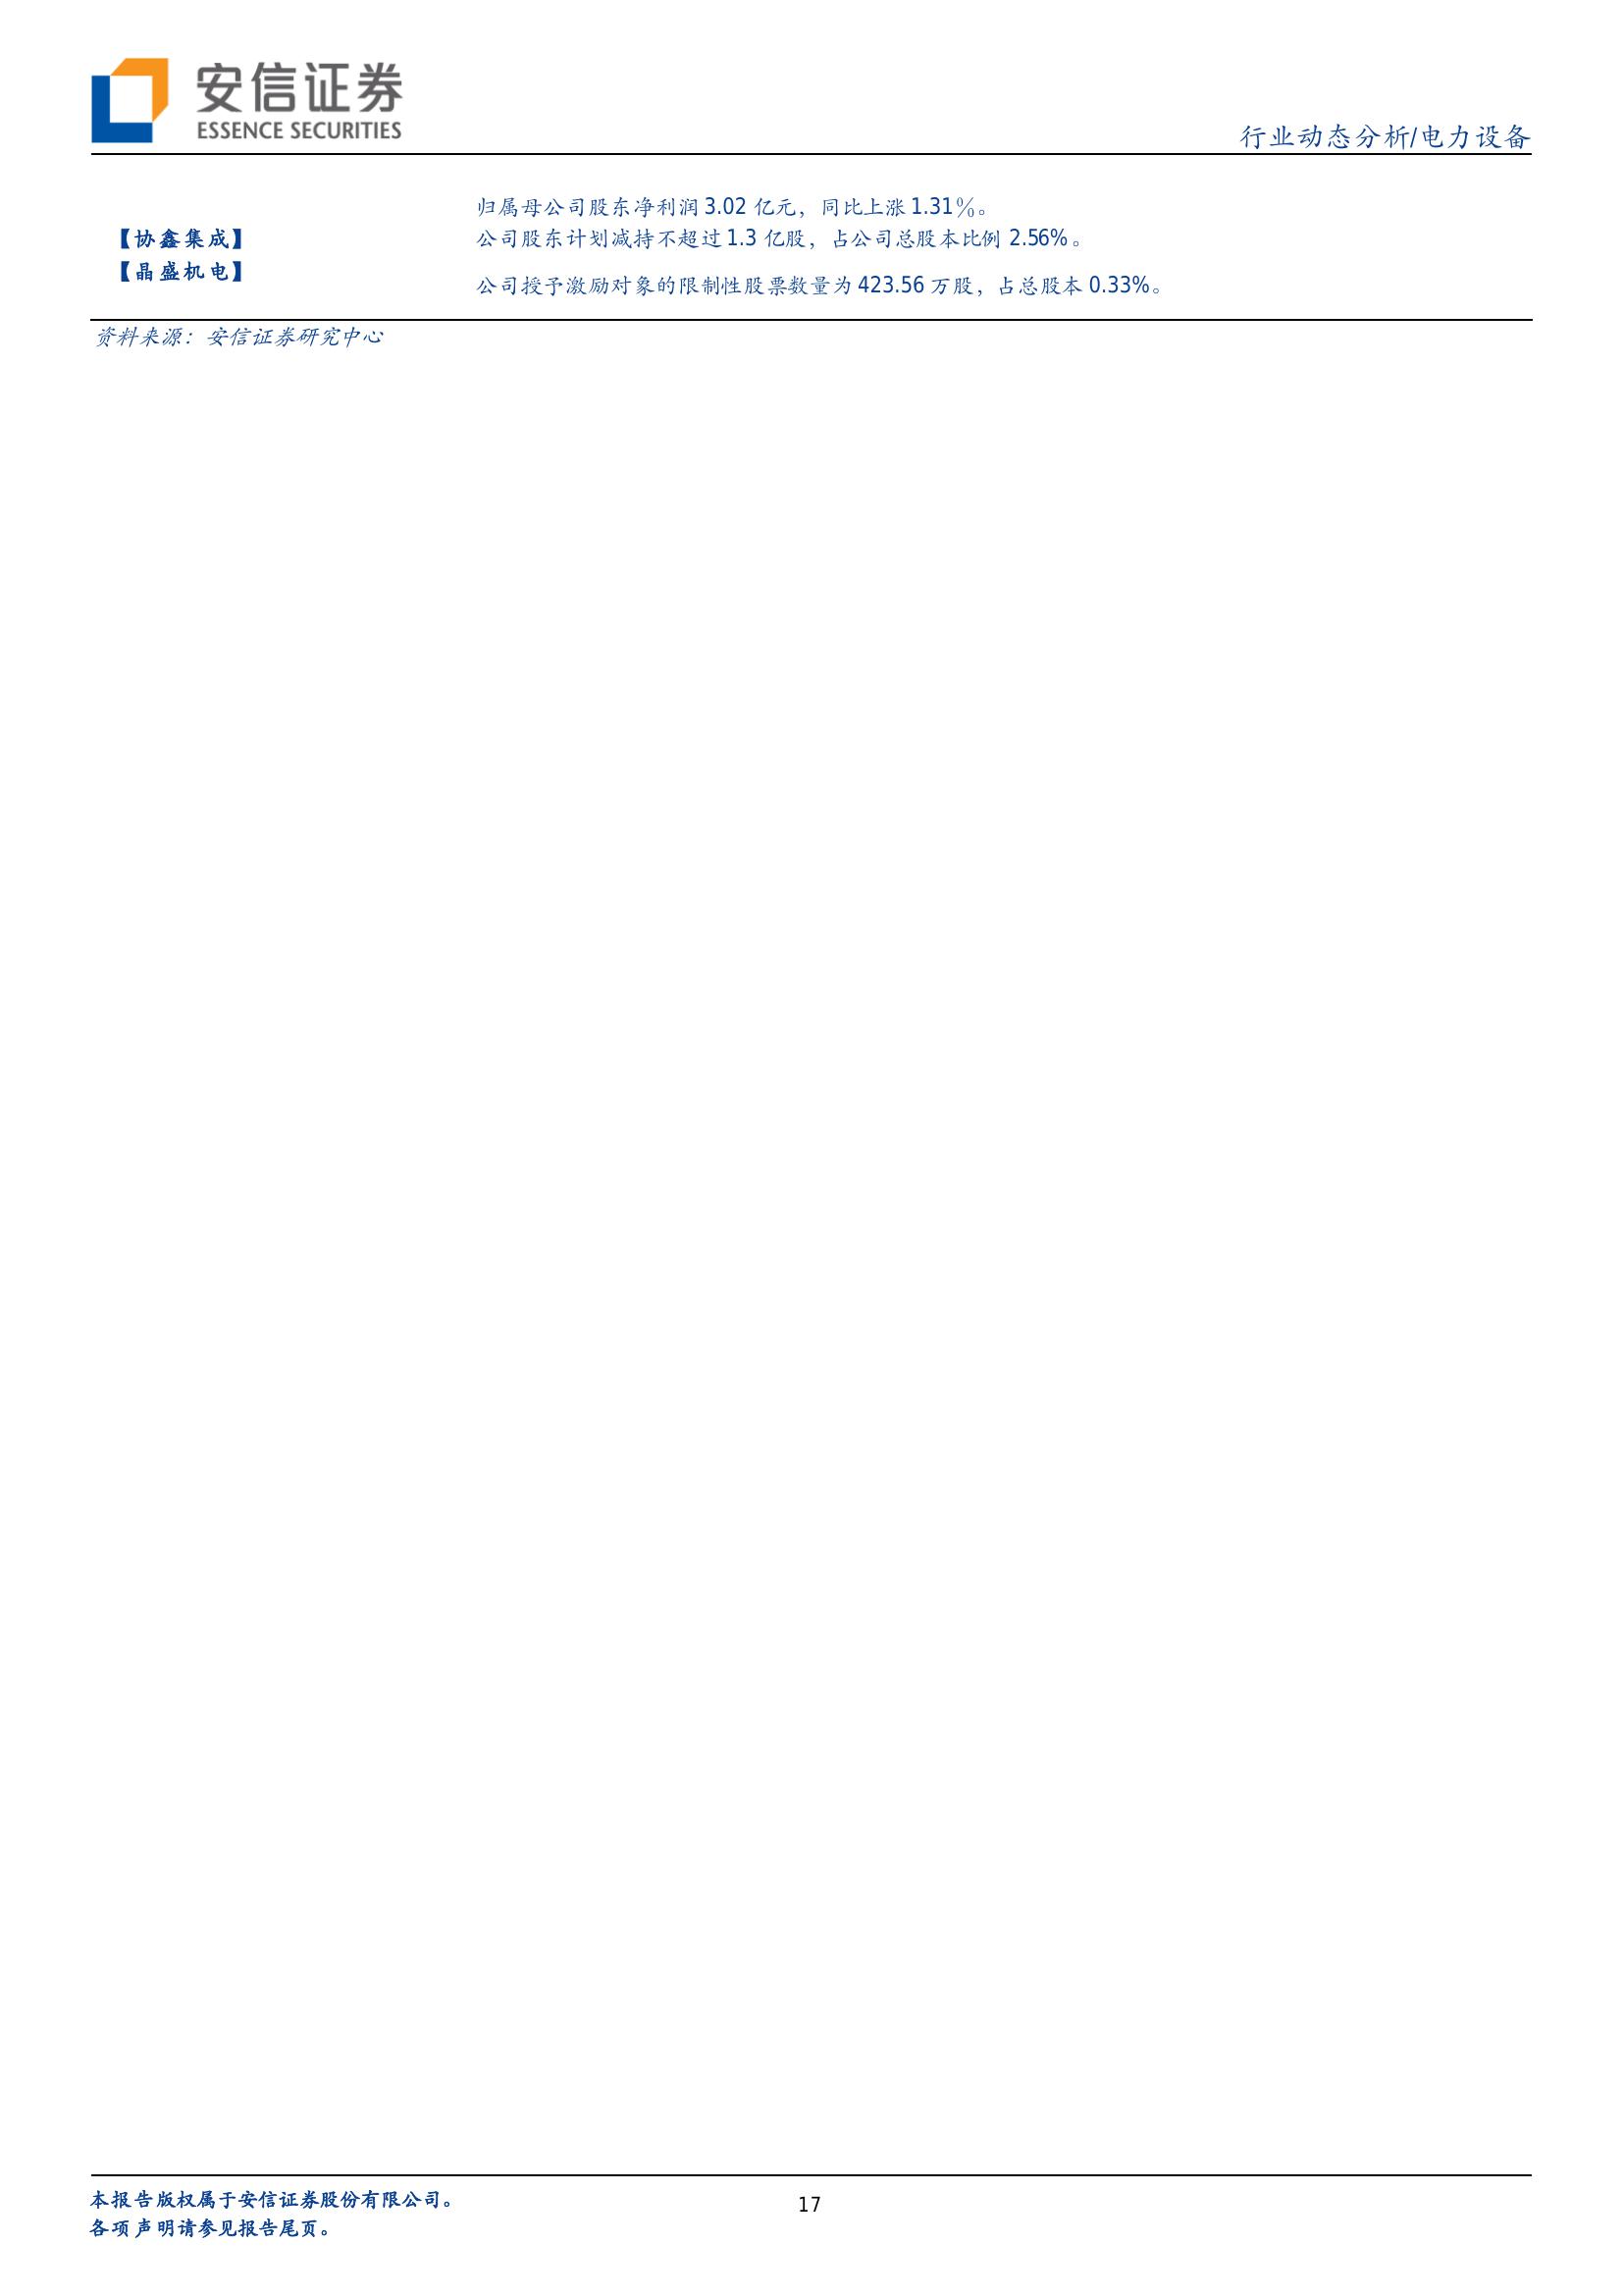 安信证券
ESSENCE SECURITIES
行业动态分析/电力设备
归属母公司股东净利润 3.02 亿元，同比上涨 1.31%。
【协鑫集成】 公司股东计划减持不超过 1.3 亿股，占公司总股本比例 2.56%。
【晶盛机电】
公司授予激励对象的限制性股票数量为 423.56 万股，占总股本 0.33%。
资料来源：安信证券研究中心
本报告版权属于安信证券股份有限公司。
17
各项声明请参见报告尾页。